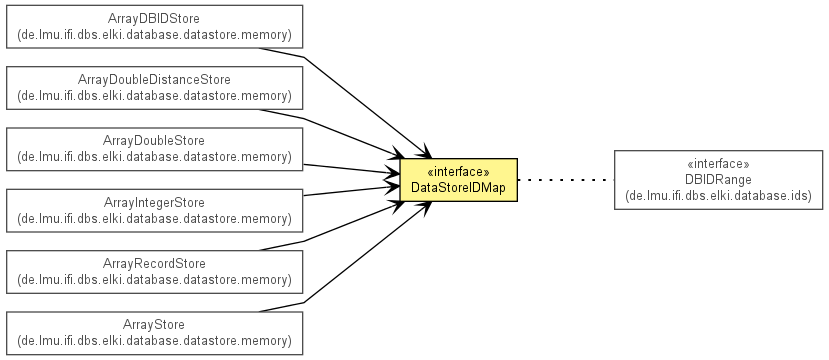 ArrayDBIDStore
(de.lmu.ifi.dbs.elki.database.datastore.memory)
ArrayDoubleDistanceStore
(de.lmu.ifi.dbs.elki.database.datastore.memory)
ArrayDoubleStore
(de.lmu.ifi.dbs.elki.database.datastore.memory)
ArrayIntegerStore
(de.lmu.ifi.dbs.elki.database.datastore.memory)
ArrayRecordStore
(de.lmu.ifi.dbs.elki.database.datastore.memory)
ArrayStore
(de.lmu.ifi.dbs.elki.database.datastore.memory)
«interface»
DataStoreIDMap
«interface»
DBIDRange
(de.lmu.ifi.dbs.elki.database.ids)